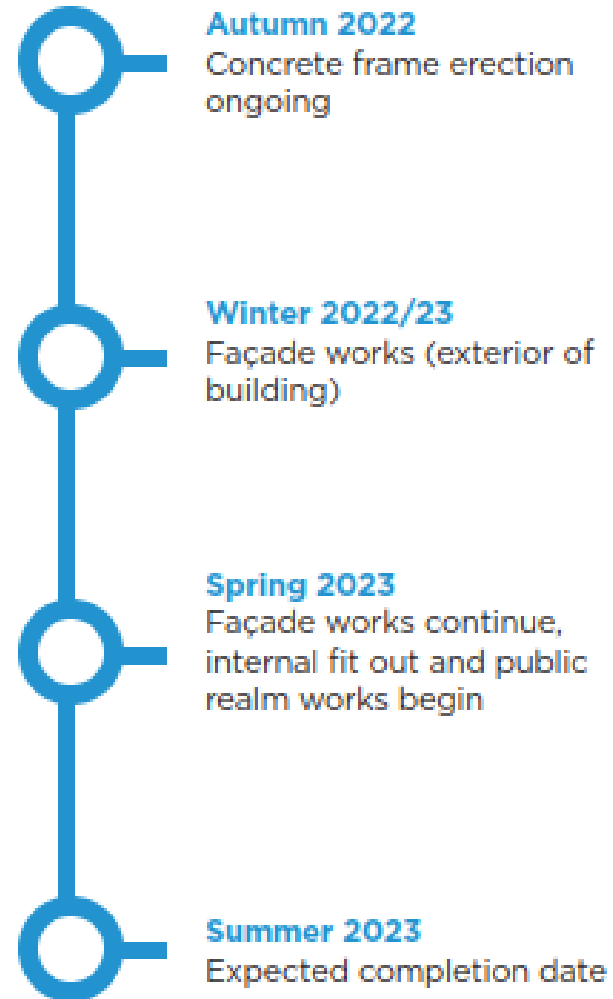 Autumn 2022
Concrete frame erection
ongoing
Winter 2022/23
Façade works (exterior of
building)
Spring 2023
Façade works continue,
internal fit out and public
realm works begin
Summer 2023
Expected completion date